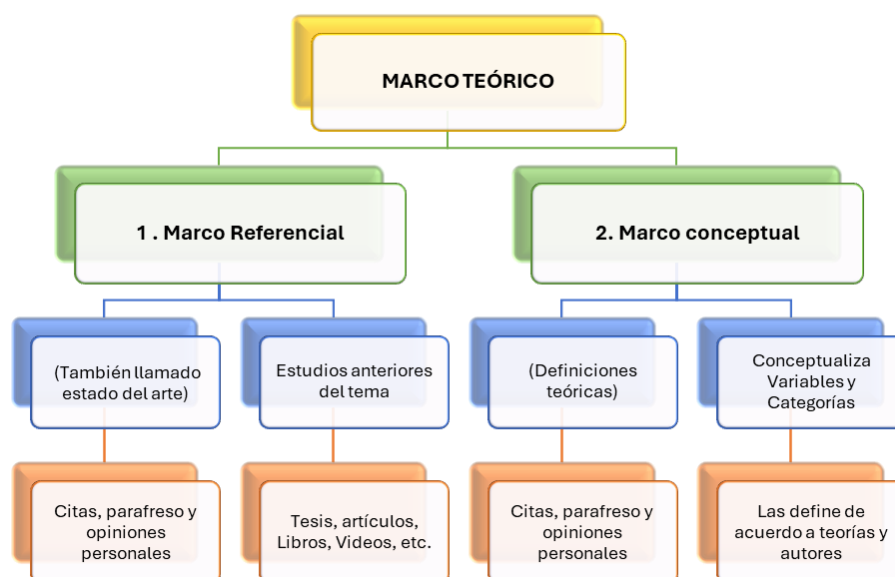 MARCO TEÓRICO
1 . Marco Referencial
2. Marco conceptual
(También llamado
estado del arte)
Estudios anteriores
del tema
(Definiciones
teóricas)
Conceptualiza
Variables y
Categorías
Citas, parafreso y
opiniones
personales
Tesis, artículos,
Libros, Videos, etc.
Citas, parafreso y
opiniones
personales
Las define de
acuerdo a teorías y
autores